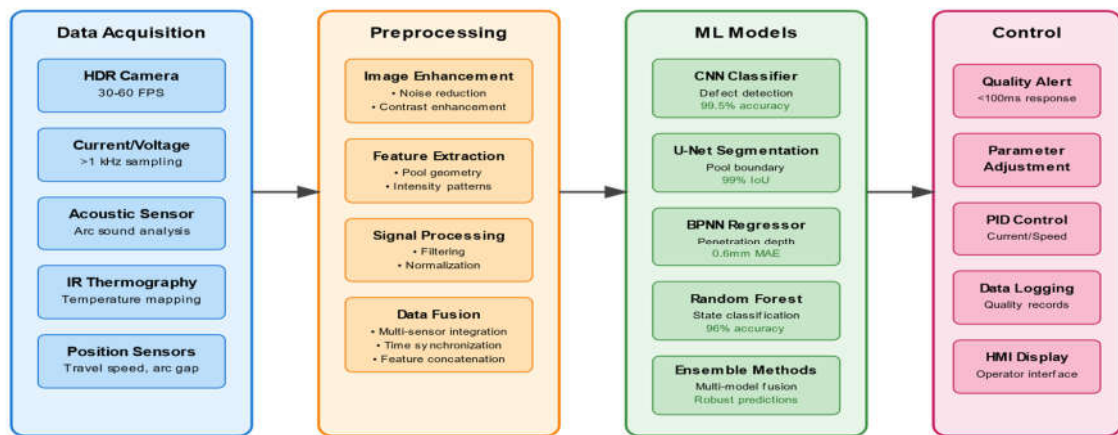 Data Acquisition
HDR Camera
30-60 FPS
Current/Voltage
>1 kHz sampling
Acoustic Sensor
Arc sound analysis
IR Thermography
Temperature mapping
Position Sensors
Travel speed, arc gap
Preprocessing
Image Enhancement
• Noise reduction
• Contrast enhancement
Feature Extraction
• Pool geometry
• Intensity patterns
Signal Processing
• Filtering
• Normalization
Data Fusion
• Multi-sensor integration
• Time synchronization
• Feature concatenation
ML Models
CNN Classifier
Defect detection
99.5% accuracy
U-Net Segmentation
Pool boundary
99% IoU
BPNN Regressor
Penetration depth
0.6mm MAE
Random Forest
State classification
96% accuracy
Ensemble Methods
Multi-model fusion
Robust predictions
Control
Quality Alert
<100ms response
Parameter
Adjustment
PID Control
Current/Speed
Data Logging
Quality records
HMI Display
Operator interface